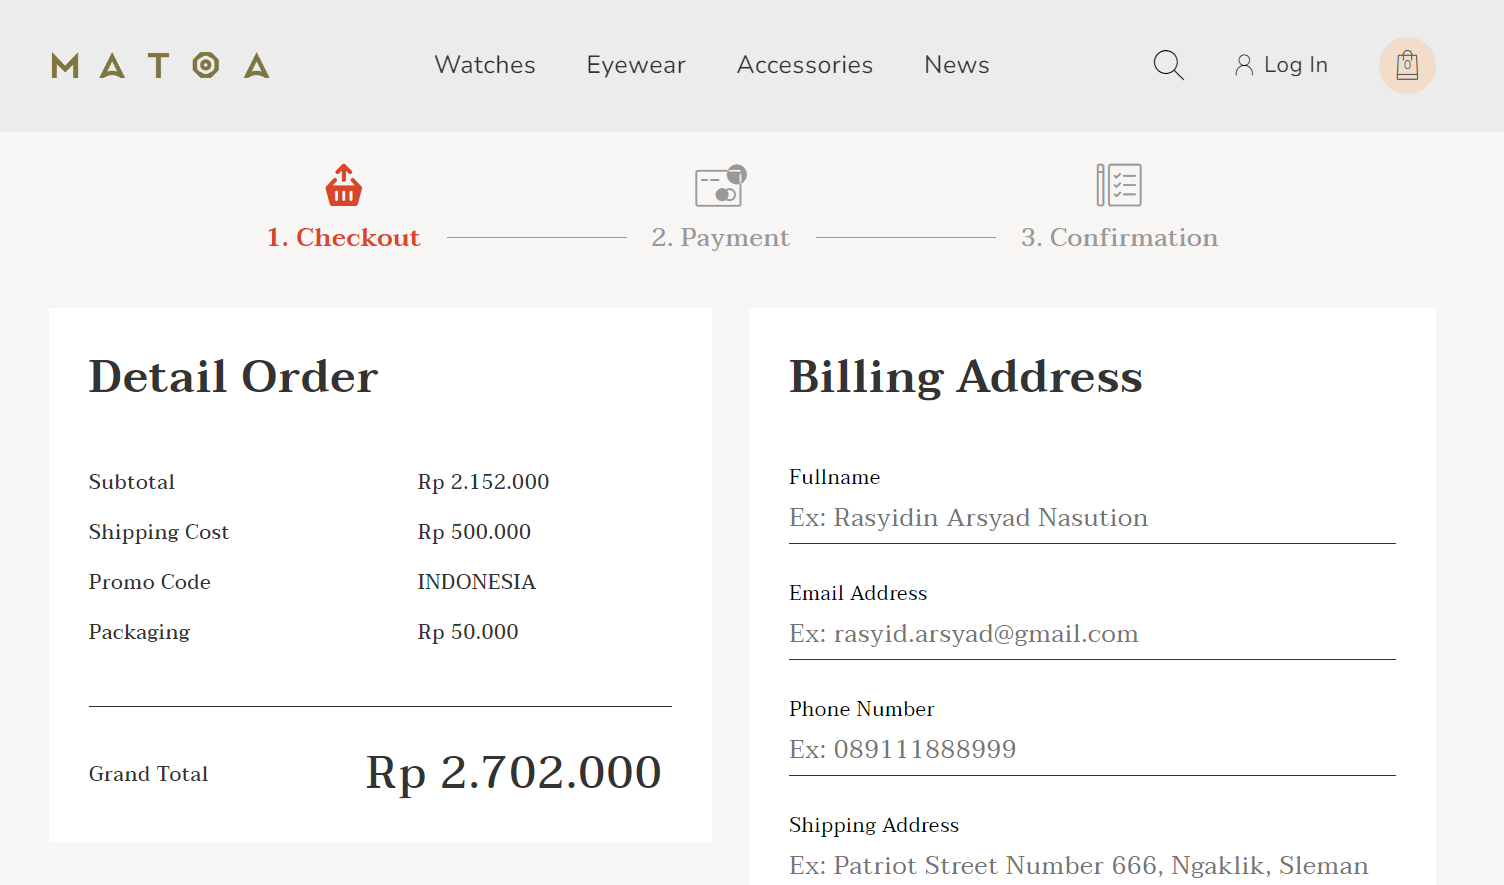 MATOA Watches Eyewear Accessories News Log In 0
1. Checkout 2. Payment 3. Confirmation
Detail Order
Subtotal Rp 2.152.000
Shipping Cost Rp 500.000
Promo Code INDONESIA
Packaging Rp 50.000
Grand Total Rp 2.702.000
Billing Address
Fullname
Ex: Rasyidin Arsyad Nasution
Email Address
Ex: rasyid.arsyad@gmail.com
Phone Number
Ex: 089111888999
Shipping Address
Ex: Patriot Street Number 666, Ngaklik, Sleman